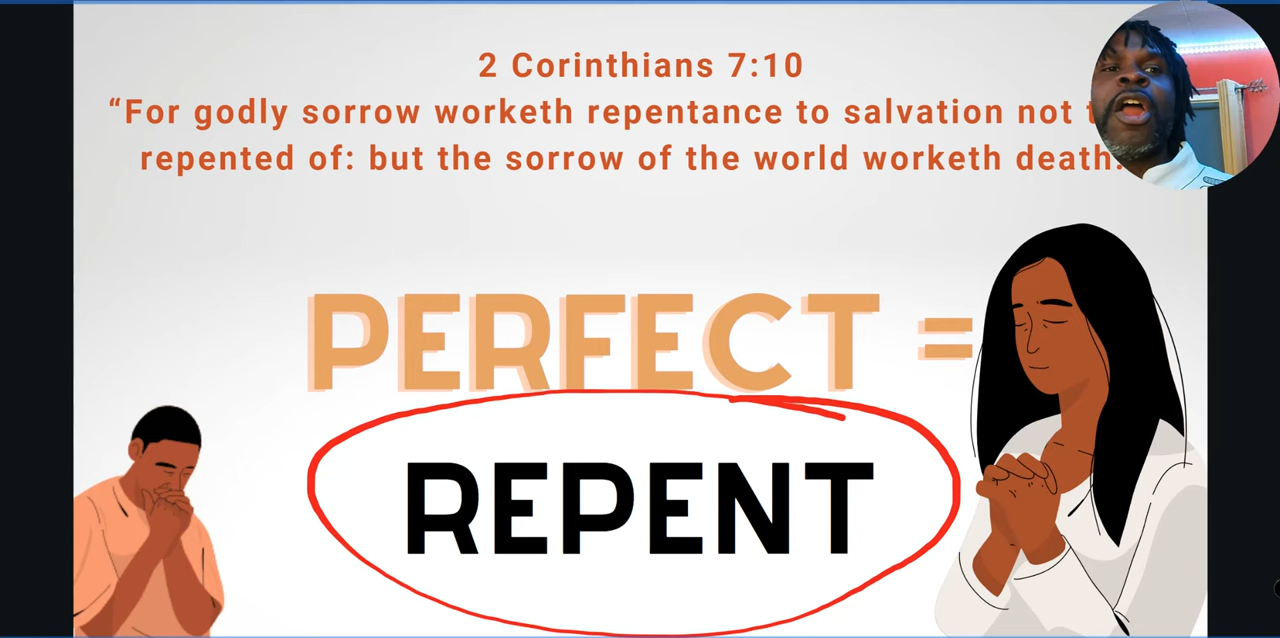 2 Corinthians 7:10
“For godly sorrow worketh repentance to salvation not
repented of: but the sorrow of the world worketh death.
PERFECT =
REPENT